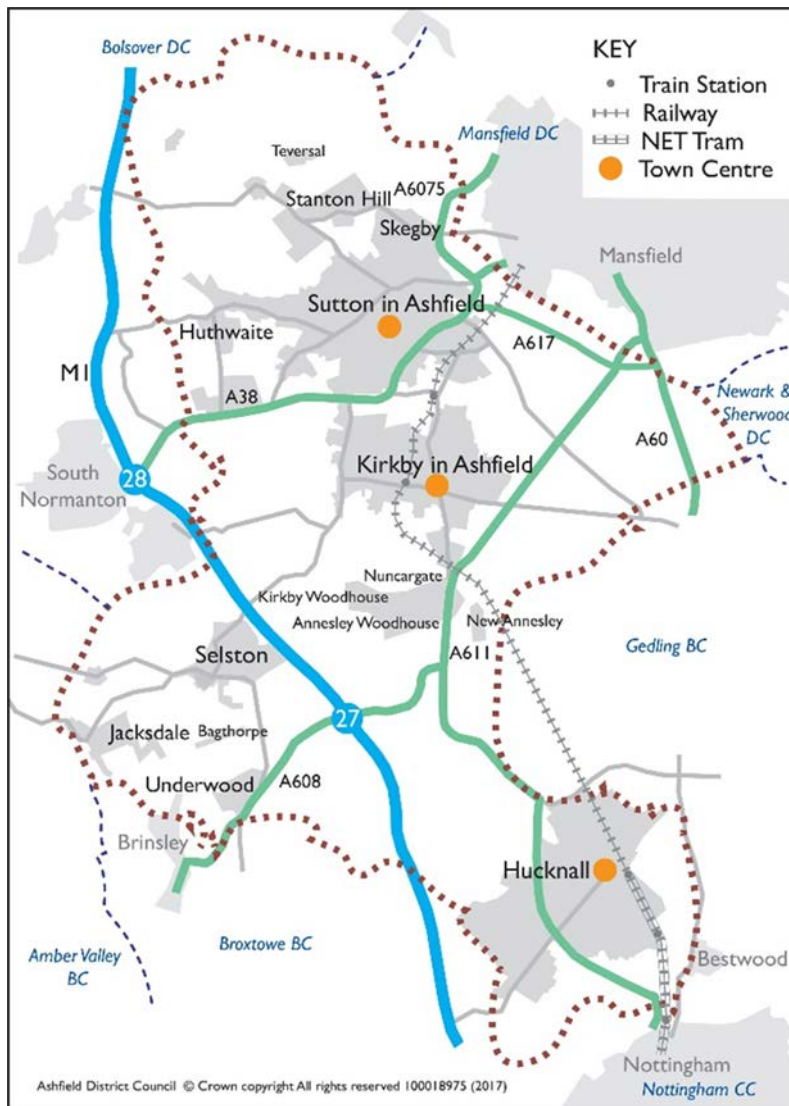 Bolsover DC
KEY
Train Station
Railway
NET Tram
Town Centre
Mansfield DC
Teversal
A6075
Stanton Hill
Skegby
Mansfield
Sutton in Ashfield
Huthwaite
A617
M1
A38
Newark &
Sherwood
DC
A60
28
South
Normanton
Kirkby in Ashfield
Nuncargate
Kirkby Woodhouse
Annesley Woodhouse
New Annesley
Gedling BC
A611
Selston
27
Jacksdale
Bagthorpe
Underwood
A608
Brinsley
Hucknall
Amber Valley
BC
Broxtowe BC
Bestwood
Nottingham
Nottingham CC
Ashfield District Council © Crown copyright All rights reserved 100018975 (2017)